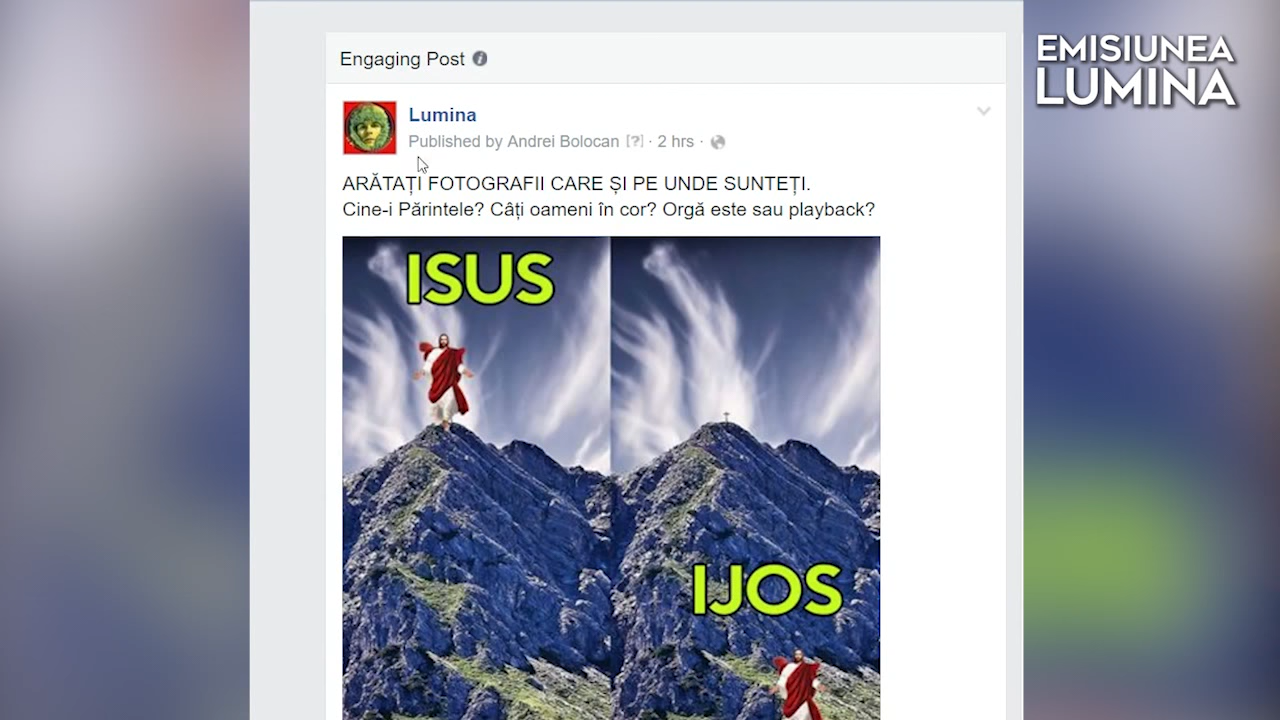 EMISIUNEA
LUMINA
Engaging Post
Lumina
Published by Andrei Bolocan [?] · 2 hrs ·
ARĂTAȚI FOTOGRAFII CARE ȘI PE UNDE SUNTEȚI.
Cine-i Părintele? Câți oameni în cor? Orgă este sau playback?
ISUS
IJOS